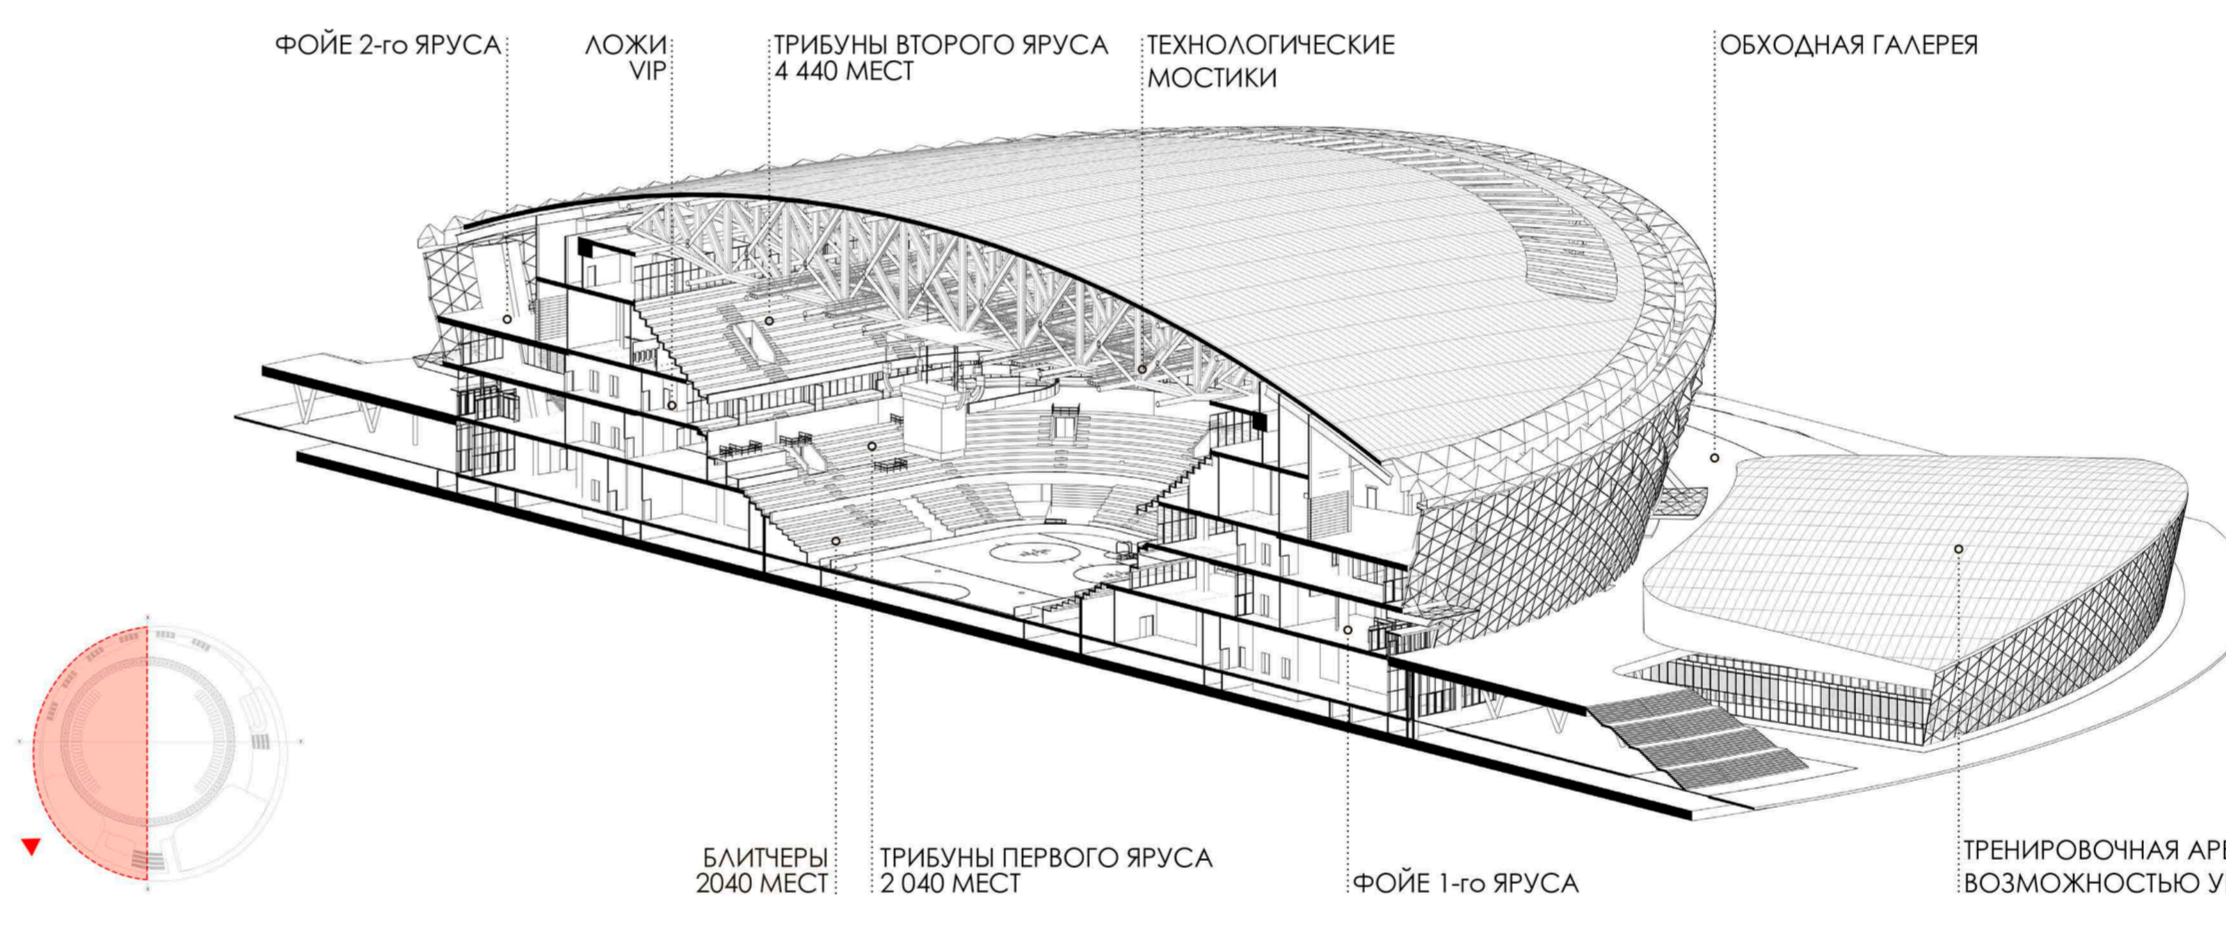 ФОЙЕ 2-го ЯРУСА
ЛОЖИ
VIP
ТРИБУНЫ ВТОРОГО ЯРУСА
4 440 МЕСТ
ТЕХНОЛОГИЧЕСКИЕ
МОСТИКИ
ОБХОДНАЯ ГАЛЕРЕЯ
БЛИТЧЕРЫ
2040 МЕСТ
ТРИБУНЫ ПЕРВОГО ЯРУСА
2 040 МЕСТ
ФОЙЕ 1-го ЯРУСА
ТРЕНИРОВОЧНАЯ
ВОЗМОЖНОСТЬЮ